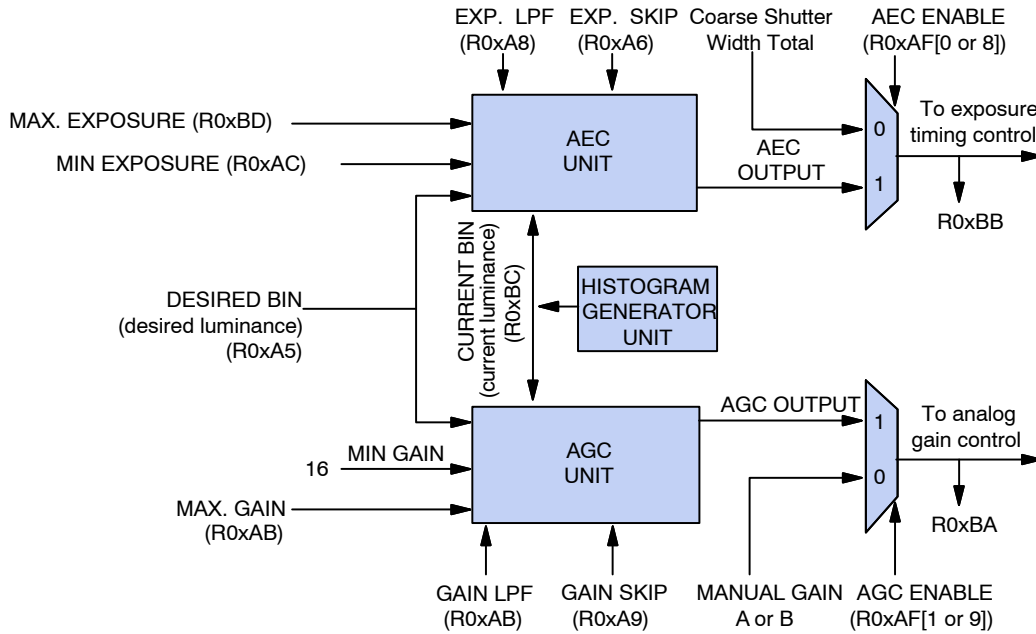 EXP. LPF
(R0xA8)
EXP. SKIP
(R0xA6)
Coarse Shutter
Width Total
AEC ENABLE
(R0xAF[0 or 8])
MAX. EXPOSURE (R0xBD)
MIN EXPOSURE (R0xAC)
AEC
UNIT
AEC
OUTPUT
0
1
To exposure
timing control
R0xBB
DESIRED BIN
(desired luminance)
(R0xA5)
CURRENT BIN
(current luminance)
(R0xBC)
HISTOGRAM
GENERATOR
UNIT
16
MIN GAIN
MAX. GAIN
(R0xAB)
AGC
UNIT
AGC OUTPUT
1
0
To analog
gain control
R0xBA
GAIN LPF
(R0xAB)
GAIN SKIP
(R0xA9)
MANUAL GAIN
A or B
AGC ENABLE
(R0xAF[1 or 9])